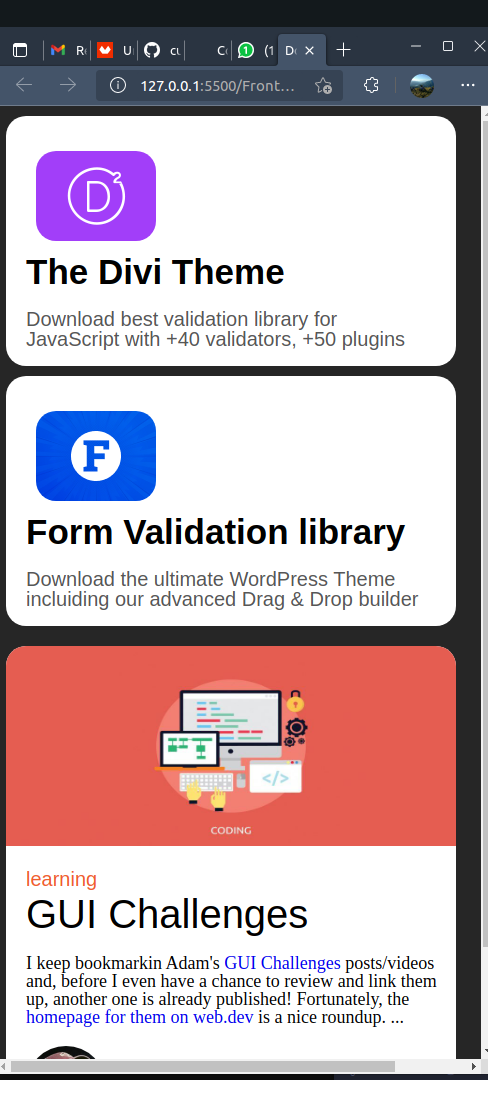 Re
U
cu
Co
1
(1
Do
127.0.0.1:5500/Front...
D2
The Divi Theme
Download best validation library for
JavaScript with +40 validators, +50 plugins
F
Form Validation library
Download the ultimate WordPress Theme
incluiding our advanced Drag & Drop builder
</>
CODING
learning
GUI Challenges
I keep bookmarkin Adam's GUI Challenges posts/videos
and, before I even have a chance to review and link them
up, another one is already published! Fortunately, the
homepage for them on web.dev is a nice roundup. ...